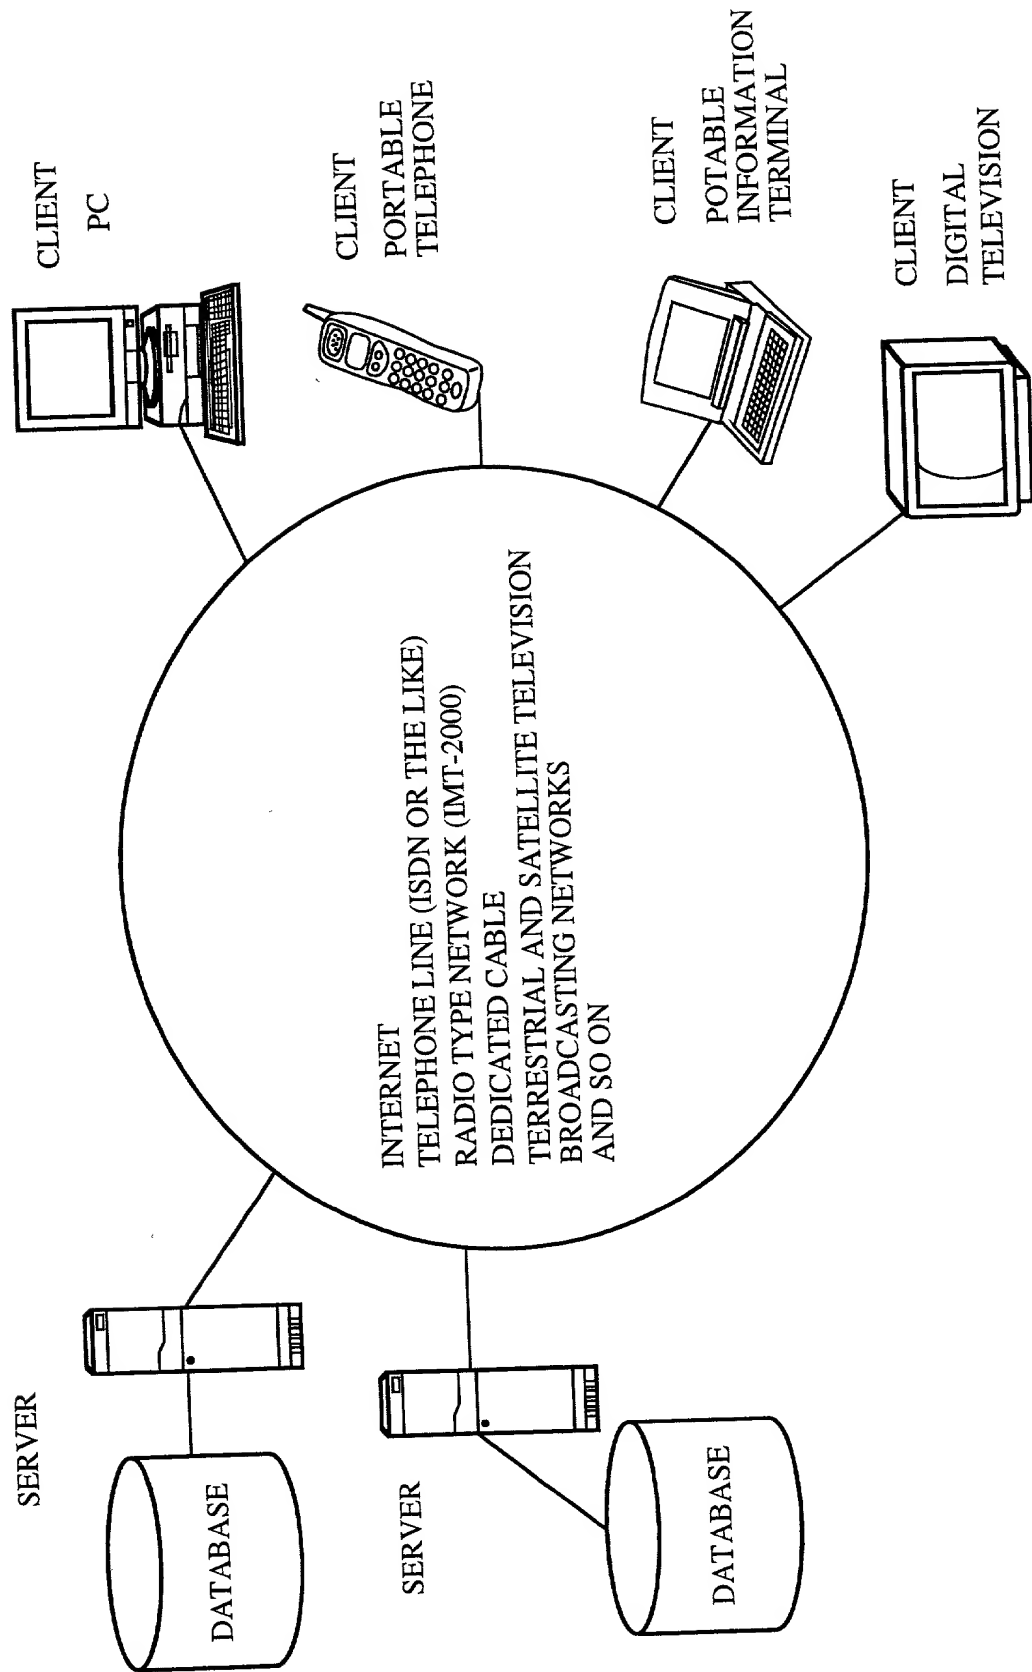 SERVER
DATABASE
SERVER
DATABASE
INTERNET
TELEPHONE LINE (ISDN OR THE LIKE)
RADIO TYPE NETWORK (IMT-2000)
DEDICATED CABLE
TERRESTRIAL AND SATELLITE TELEVISION
BROADCASTING NETWORKS
AND SO ON
CLIENT
PC
CLIENT
PORTABLE
TELEPHONE
CLIENT
POTABLE
INFORMATION
TERMINAL
CLIENT
DIGITAL
TELEVISION